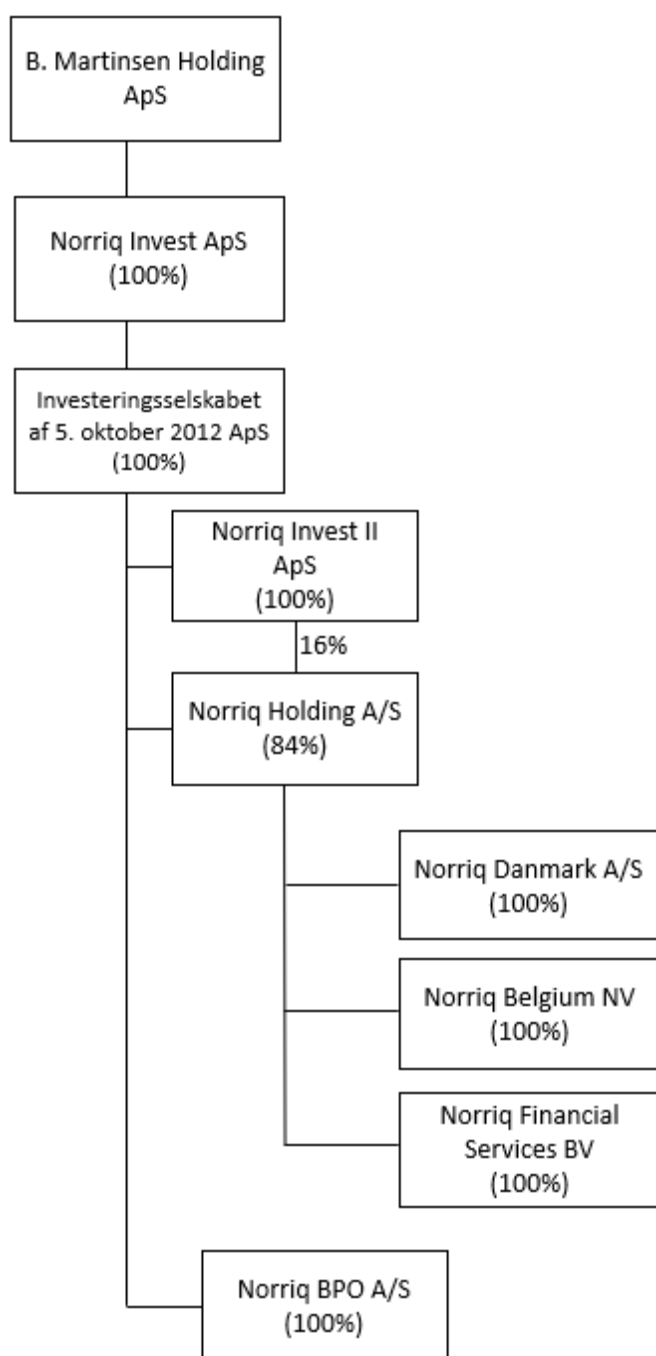 B. Martinsen Holding
ApS
Norriq Invest ApS
(100%)
Investeringsselskabet
af 5. oktober 2012 ApS
(100%)
Norriq Invest II
ApS
(100%)
16%
Norriq Holding A/S
(84%)
Norriq Danmark A/S
(100%)
Norriq Belgium NV
(100%)
Norriq Financial
Services BV
(100%)
Norriq BPO A/S
(100%)